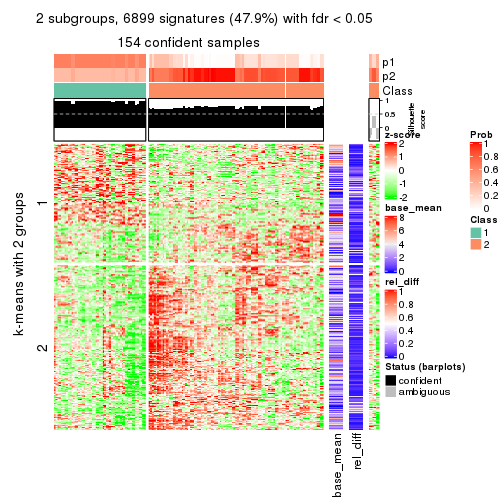 2 subgroups, 6899 signatures (47.9%) with fdr < 0.05
154 confident samples
p1
p2
Class
1
0.5
0
Silhouette
score
k-means with 2 groups
1
2
base_mean
rel_diff
z-score
2
1
0
-1
-2
base_mean
8
6
4
2
0
rel_diff
1
0.8
0.6
0.4
0.2
0
Status (barplots)
confident
ambiguous
Prob
1
0.8
0.6
0.4
0.2
0
Class
1
2